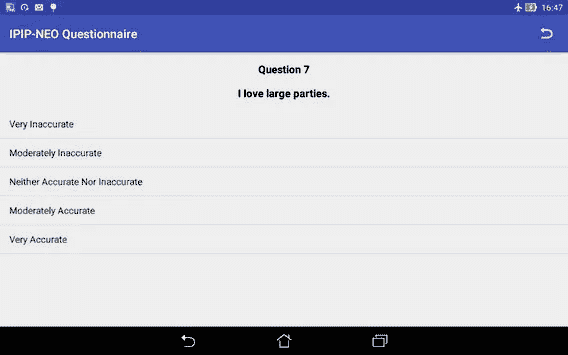 16:47
IPIP-NEO Questionnaire
Question 7
I love large parties.
Very Inaccurate
Moderately Inaccurate
Neither Accurate Nor Inaccurate
Moderately Accurate
Very Accurate